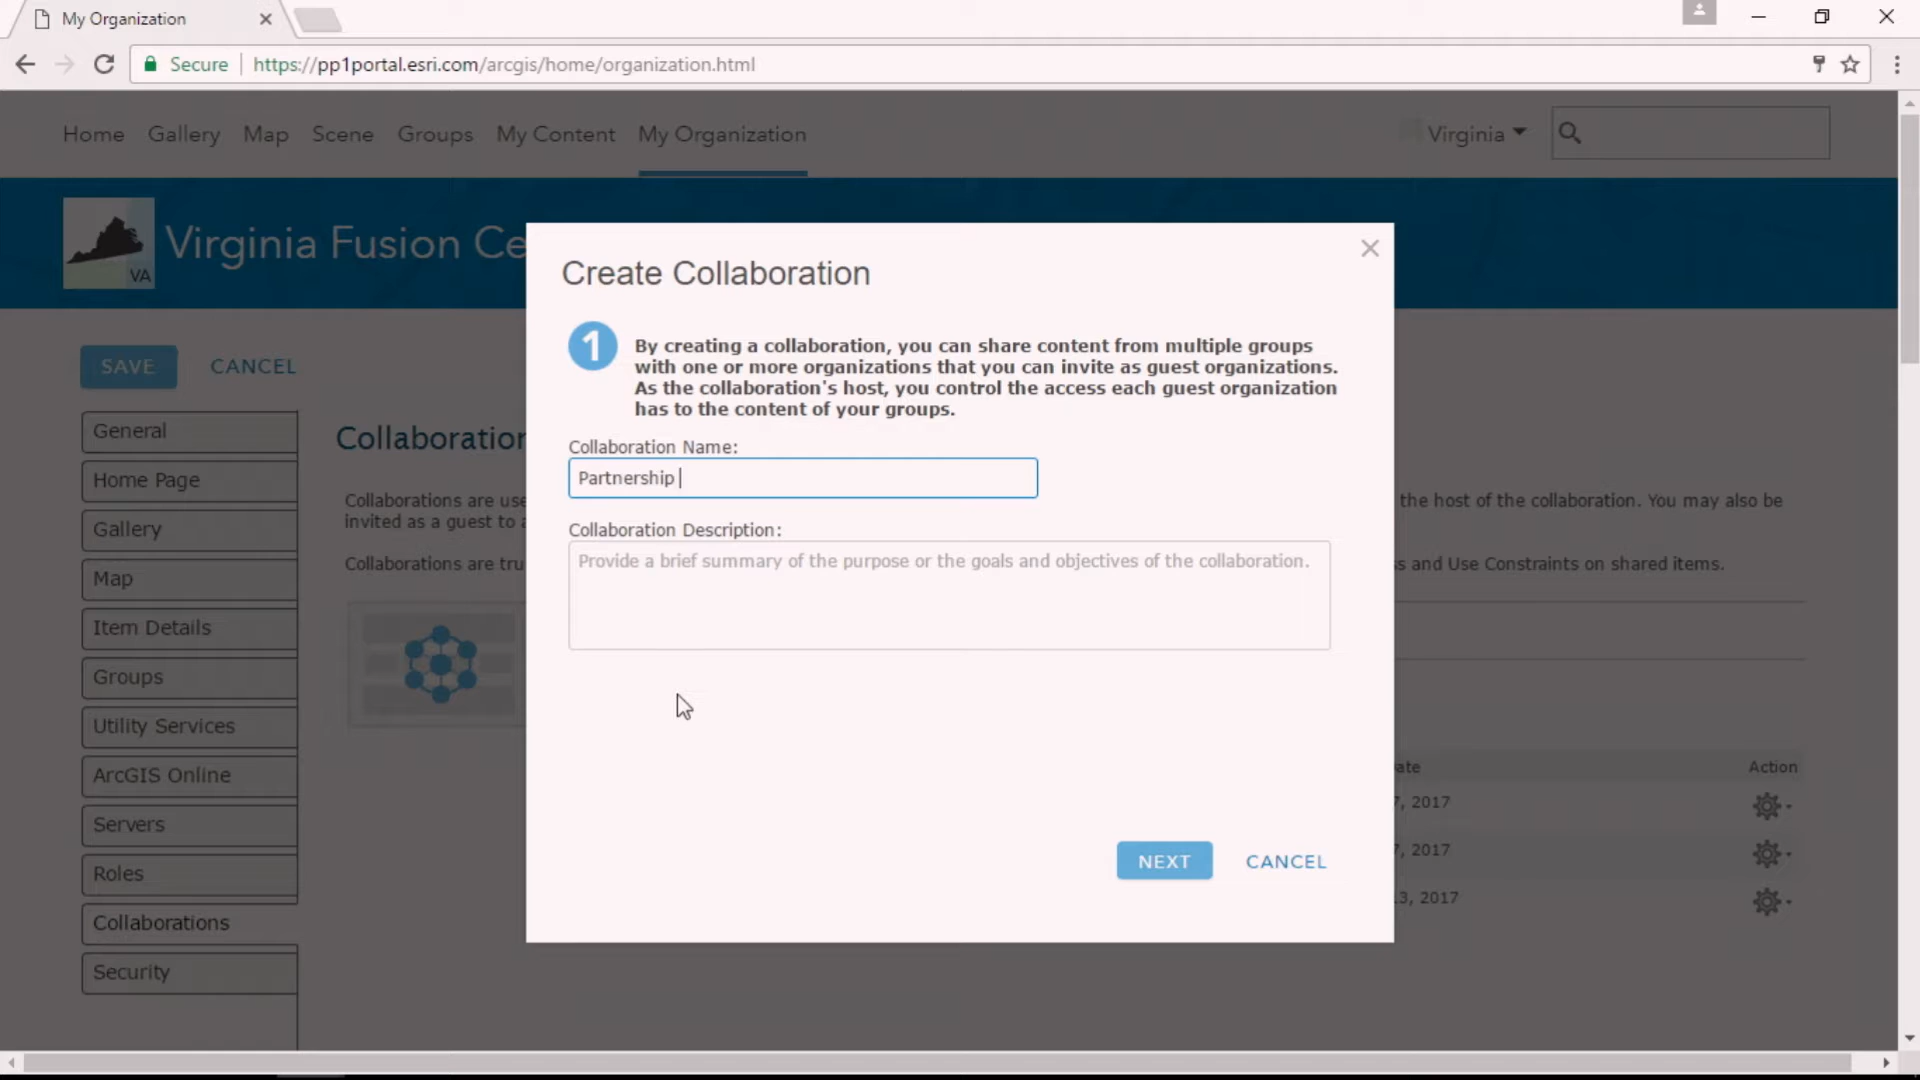 My Organization
Secure https://pp1portal.esri.com/arcgis/home/organization.html
Home Gallery Map Scene Groups My Content My Organization Virginia
VA
Virginia Fusion Ce
Create Collaboration
1
By creating a collaboration, you can share content from multiple groups
with one or more organizations that you can invite as guest organizations.
As the collaboration's host, you control the access each guest organization
has to the content of your groups.
Collaboration Name:
Partnership
Collaboration Description:
Provide a brief summary of the purpose or the goals and objectives of the collaboration.
NEXT CANCEL
SAVE CANCEL
General
Home Page
Gallery
Map
Item Details
Groups
Utility Services
ArcGIS Online
Servers
Roles
Collaborations
Security
Collaboration
Collaborations are use
the host of the collaboration. You may also be
invited as a guest to a
Collaborations are tru
s and Use Constraints on shared items.
ate Action
7, 2017
7, 2017
3, 2017